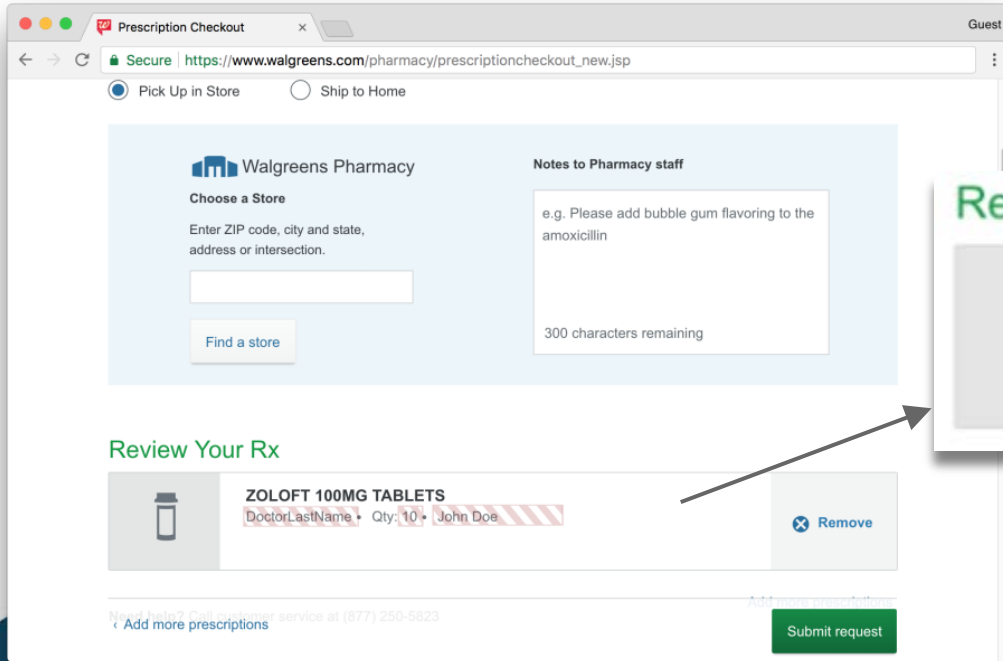 Prescription Checkout
Guest
Secure https://www.walgreens.com/pharmacy/prescriptioncheckout_new.jsp
Pick Up in Store Ship to Home
Walgreens Pharmacy
Choose a Store
Enter ZIP code, city and state,
address or intersection.
Find a store
Notes to Pharmacy staff
e.g. Please add bubble gum flavoring to the
amoxicillin
300 characters remaining
Re
Review Your Rx
ZOLOFT 100MG TABLETS
DoctorLastName • Qty: 10 • John Doe
Remove
Add more prescriptions
Need help? Call customer service at (877) 250-5823
‹ Add more prescriptions
Submit request